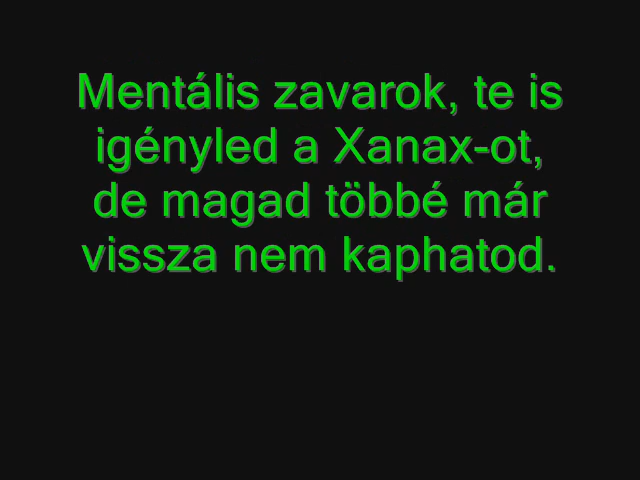 Mentális zavarok, te is
igényled a Xanax-ot,
de magad többé már
vissza nem kaphatod.